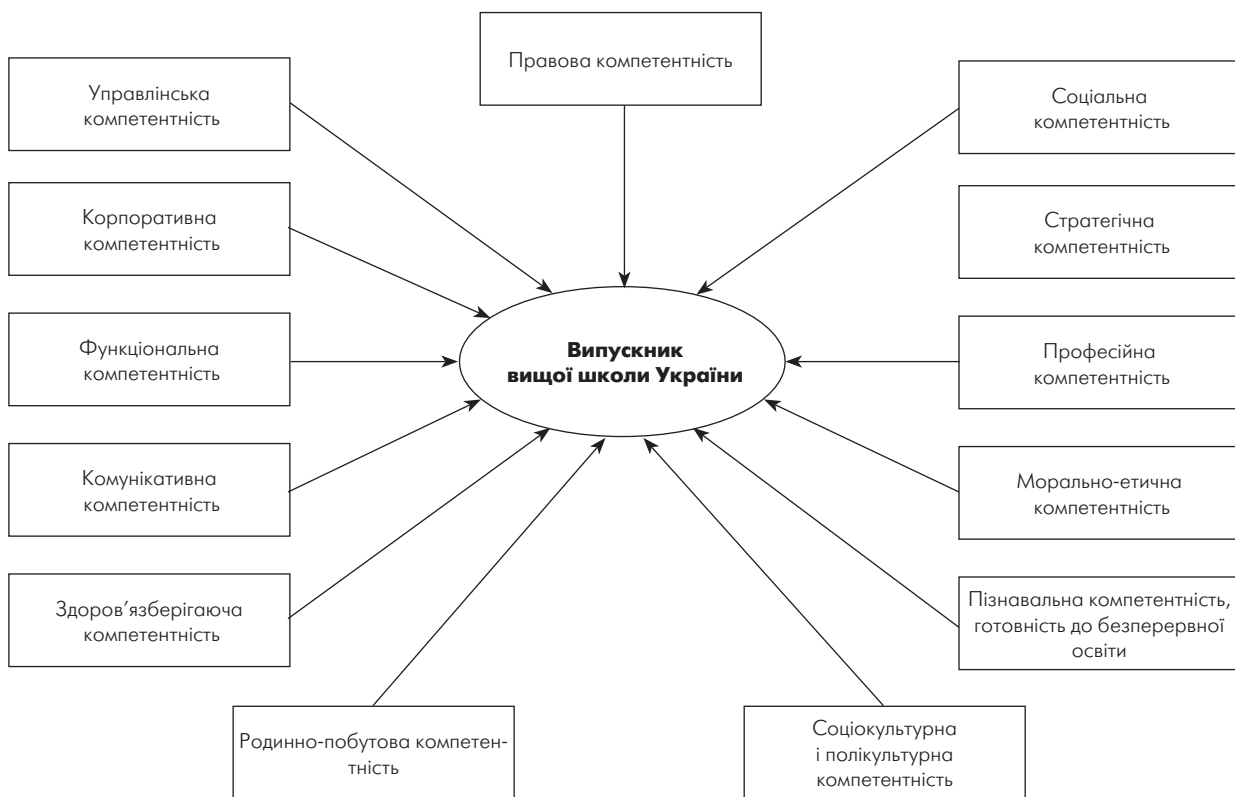 Правова компетентність
Управлінська
компетентність
Соціальна
компетентність
Корпоративна
компетентність
Стратегічна
компетентність
Функціональна
компетентність
Випускник
вищої школи України
Професійна
компетентність
Комунікативна
компетентність
Морально-етична
компетентність
Здоров’язберігаюча
компетентність
Пізнавальна компетентність,
готовність до безперервної
освіти
Родинно-побутова компетен-
тність
Соціокультурна
і полікультурна
компетентність